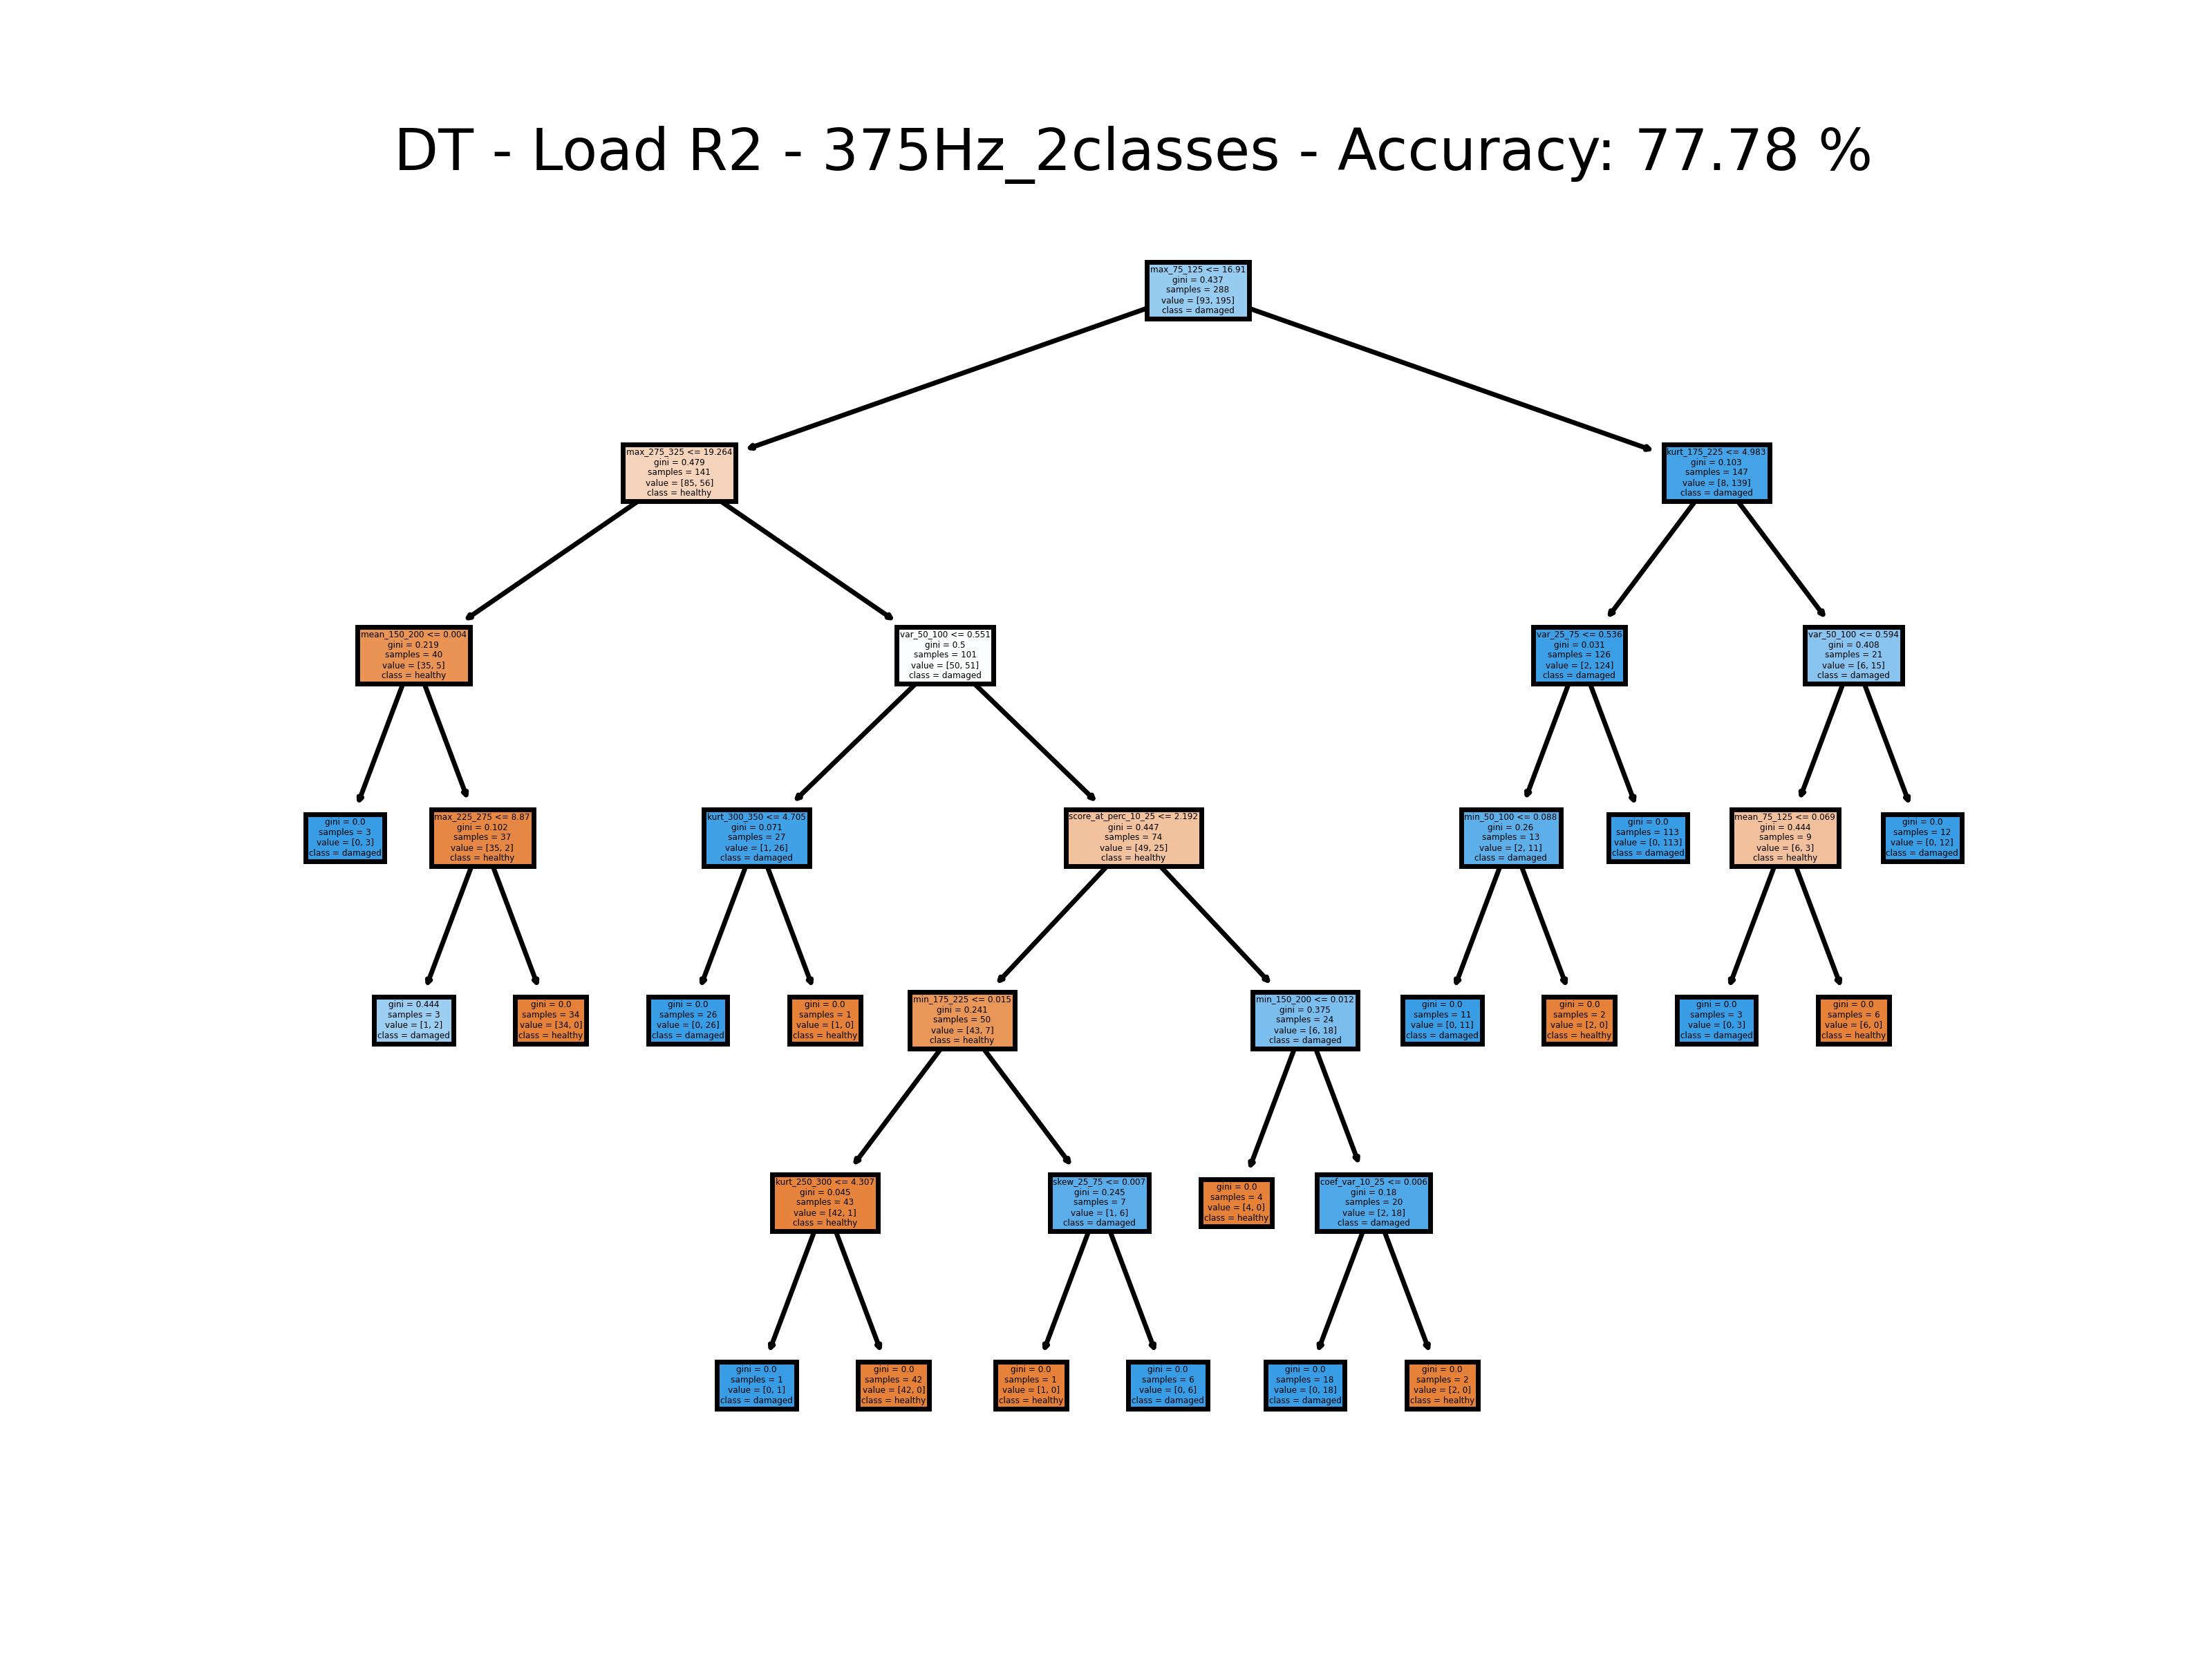 DT - Load R2 - 375Hz_2classes - Accuracy: 77.78 %
max_75_125 <= 16.91
gini = 0.437
samples = 288
value = [93, 195]
class = damaged
max_275_325 <= 19.264
gini = 0.479
samples = 141
value = [85, 56]
class = healthy
kurt_175_225 <= 4.983
gini = 0.103
samples = 147
value = [8, 139]
class = damaged
mean_150_200 <= 0.004
gini = 0.219
samples = 40
value = [35, 5]
class = healthy
var_50_100 <= 0.551
gini = 0.5
samples = 101
value = [50, 51]
class = damaged
var_25_75 <= 0.536
gini = 0.031
samples = 126
value = [2, 124]
class = damaged
var_50_100 <= 0.594
gini = 0.408
samples = 21
value = [6, 15]
class = damaged
gini = 0.0
samples = 3
value = [0, 3]
class = damaged
max_225_275 <= 8.87
gini = 0.102
samples = 37
value = [35, 2]
class = healthy
kurt_300_350 <= 4.705
gini = 0.071
samples = 27
value = [1, 26]
class = damaged
score_at_perc_10_25 <= 2.192
gini = 0.447
samples = 74
value = [49, 25]
class = healthy
min_50_100 <= 0.088
gini = 0.26
samples = 13
value = [2, 11]
class = damaged
gini = 0.0
samples = 113
value = [0, 113]
class = damaged
mean_75_125 <= 0.069
gini = 0.444
samples = 9
value = [6, 3]
class = healthy
gini = 0.0
samples = 12
value = [0, 12]
class = damaged
gini = 0.444
samples = 3
value = [1, 2]
class = damaged
gini = 0.0
samples = 34
value = [34, 0]
class = healthy
gini = 0.0
samples = 26
value = [0, 26]
class = damaged
gini = 0.0
samples = 1
value = [1, 0]
class = healthy
min_175_225 <= 0.015
gini = 0.241
samples = 50
value = [43, 7]
class = healthy
min_150_200 <= 0.012
gini = 0.375
samples = 24
value = [6, 18]
class = damaged
gini = 0.0
samples = 11
value = [0, 11]
class = damaged
gini = 0.0
samples = 2
value = [2, 0]
class = healthy
gini = 0.0
samples = 3
value = [0, 3]
class = damaged
gini = 0.0
samples = 6
value = [6, 0]
class = healthy
kurt_250_300 <= 4.307
gini = 0.045
samples = 43
value = [42, 1]
class = healthy
skew_25_75 <= 0.007
gini = 0.245
samples = 7
value = [1, 6]
class = damaged
gini = 0.0
samples = 4
value = [4, 0]
class = healthy
coef_var_10_25 <= 0.006
gini = 0.18
samples = 20
value = [2, 18]
class = damaged
gini = 0.0
samples = 1
value = [0, 1]
class = damaged
gini = 0.0
samples = 42
value = [42, 0]
class = healthy
gini = 0.0
samples = 1
value = [1, 0]
class = healthy
gini = 0.0
samples = 6
value = [0, 6]
class = damaged
gini = 0.0
samples = 18
value = [0, 18]
class = damaged
gini = 0.0
samples = 2
value = [2, 0]
class = healthy